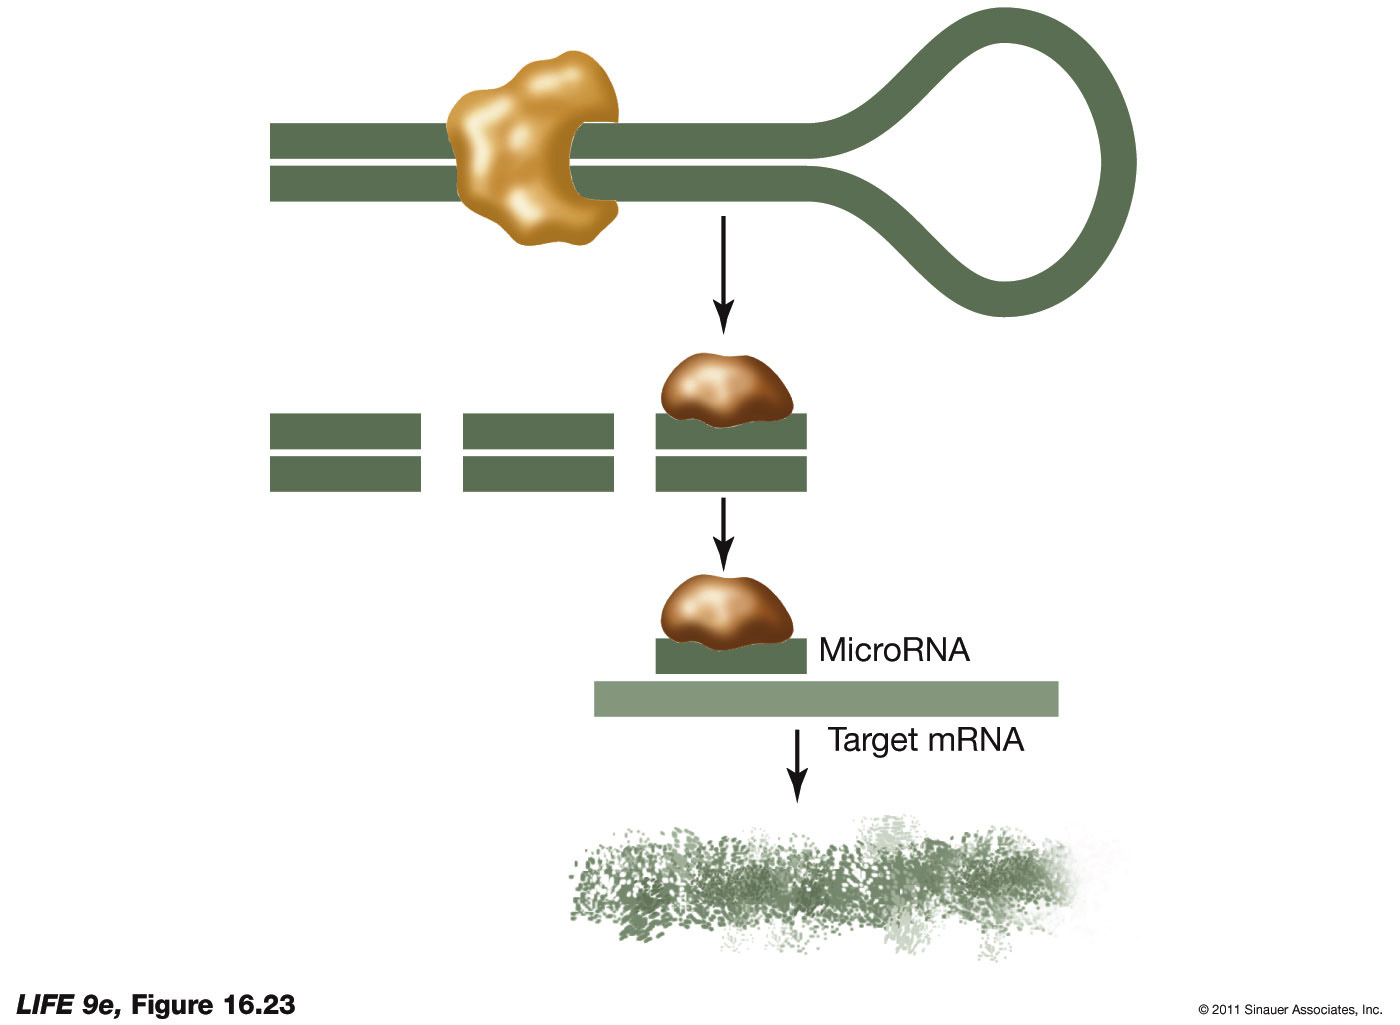 MicroRNA
Target mRNA
LIFE 9e, Figure 16.23
© 2011 Sinauer Associates, Inc.